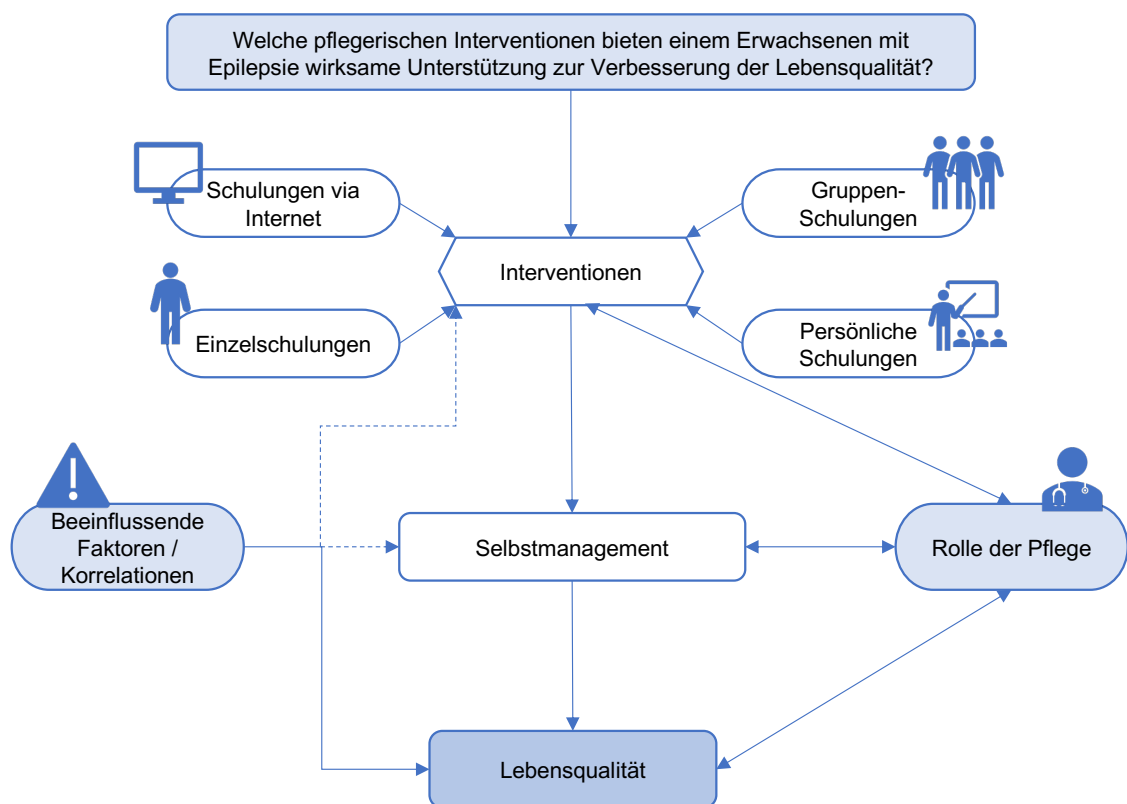 Welche pflegerischen Interventionen bieten einem Erwachsenen mit
Epilepsie wirksame Unterstützung zur Verbesserung der Lebensqualität?
Schulungen via
Internet
Gruppen-
Schulungen
Interventionen
Einzelschulungen
Persönliche
Schulungen
Beeinflussende
Faktoren /
Korrelationen
Selbstmanagement
Rolle der Pflege
Lebensqualität